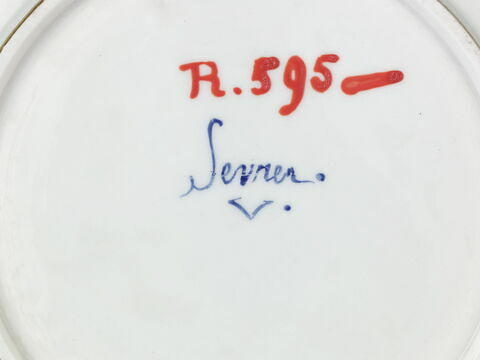 R.595-
Sevres.
V.